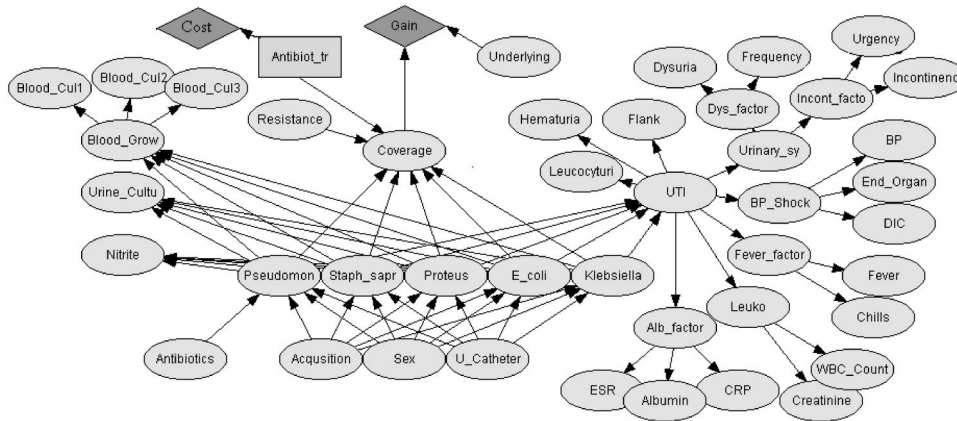 Cost
Gain
Antibiot_tr
Underlying
Urgency
Frequency
Dysuria
Incontinenc
Blood_Cul1
Blood_Cul2
Blood_Cul3
Dys_factor
Incont_facto
Resistance
Hematuria
Flank
Blood_Grow
Coverage
Urinary_sy
BP
Leucocyturi
Urine_Cultu
UTI
End_Organ
BP_Shock
DIC
Nitrite
Pseudomon
Staph_sapr
Proteus
E_coli
Klebsiella
Fever_factor
Fever
Leuko
Chills
Alb_factor
Antibiotics
Acqusition
Sex
U_Catheter
WBC_Count
ESR
Albumin
CRP
Creatinine